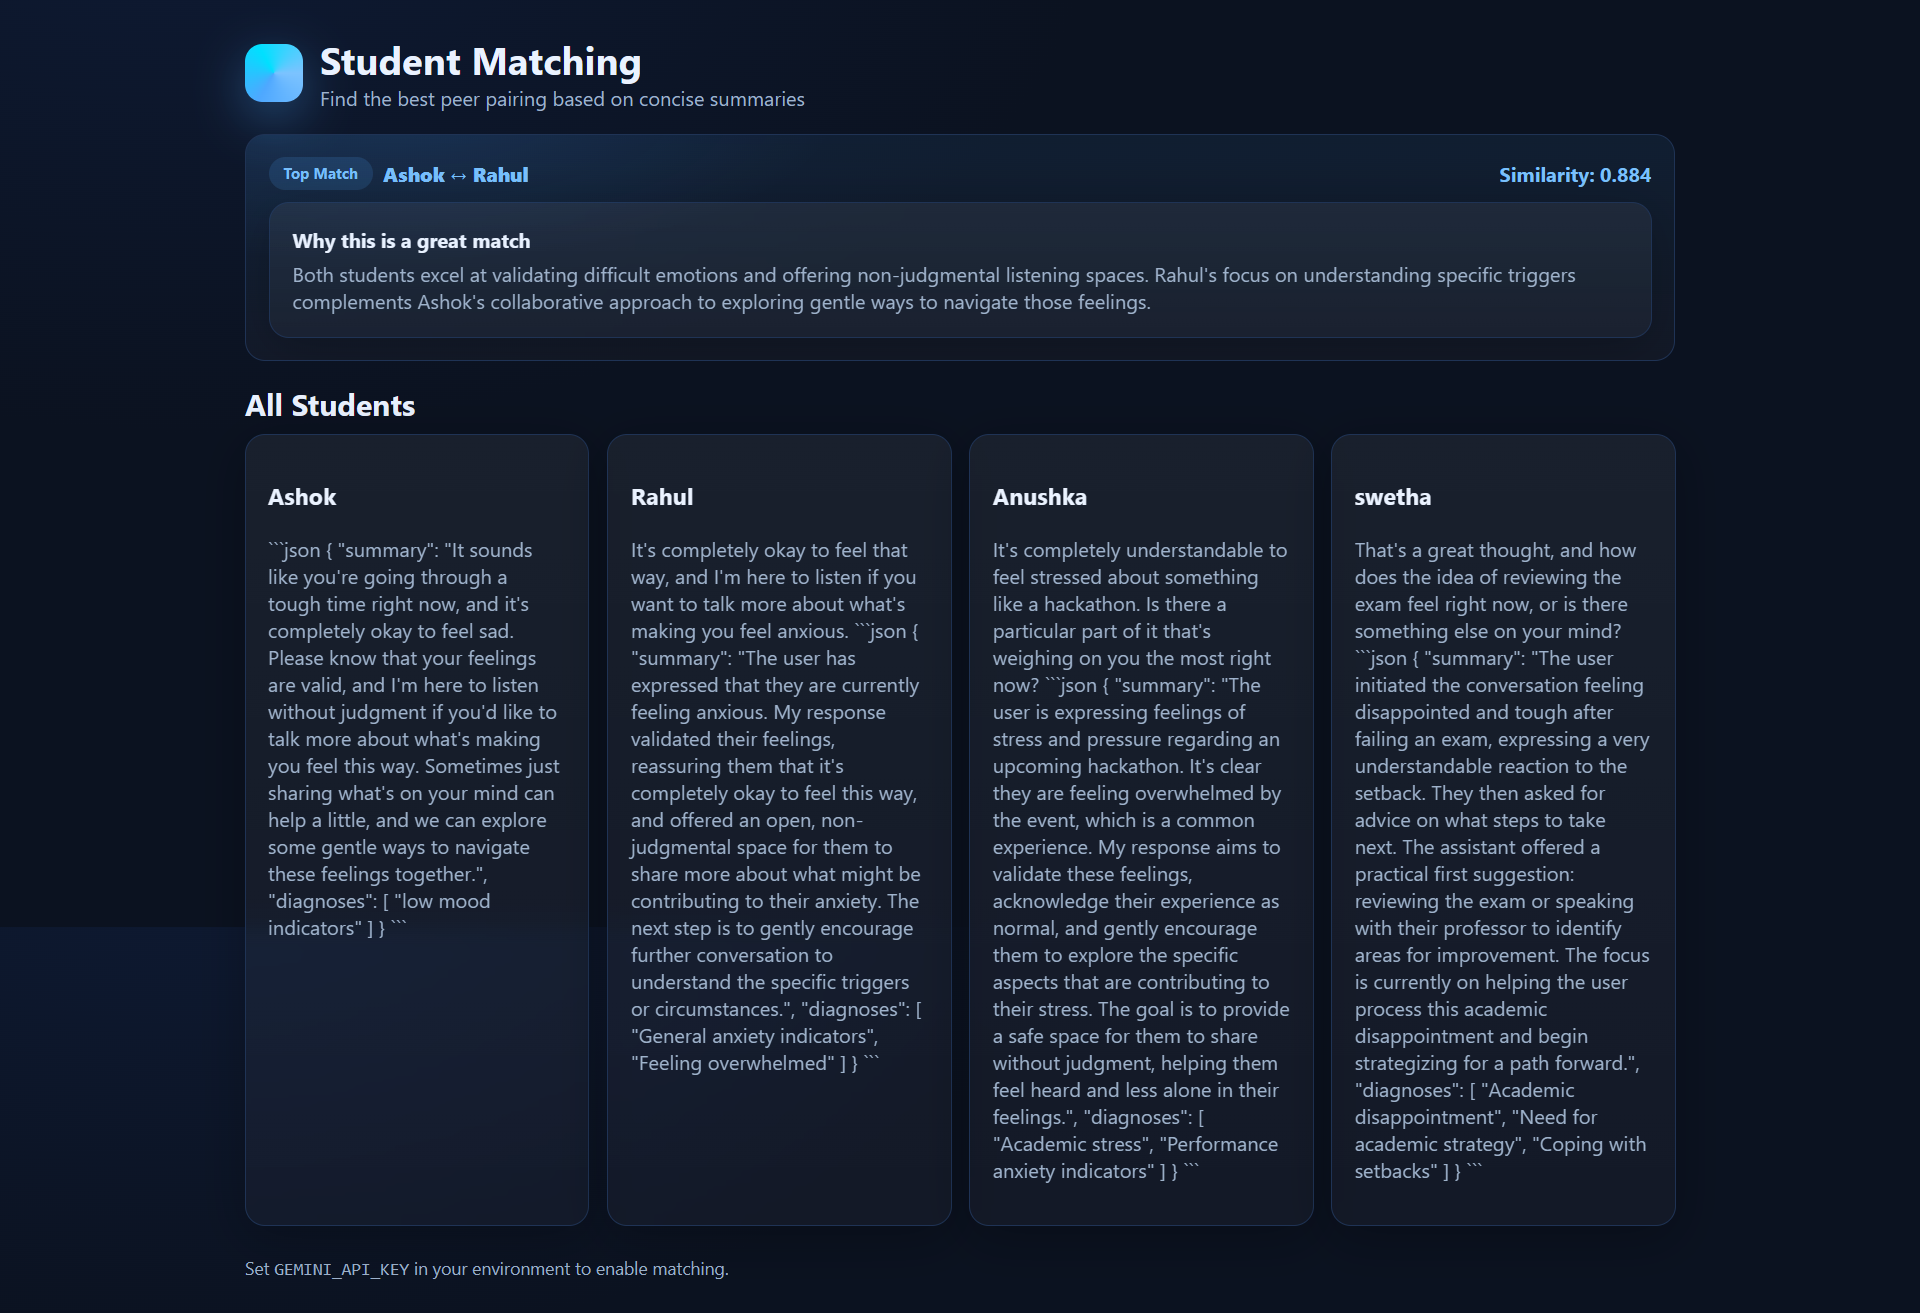 Student Matching
Find the best peer pairing based on concise summaries
Top Match
Ashok ↔ Rahul
Similarity: 0.884
Why this is a great match
Both students excel at validating difficult emotions and offering non-judgmental listening spaces. Rahul's focus on understanding specific triggers
complements Ashok's collaborative approach to exploring gentle ways to navigate those feelings.
All Students
Ashok
```json { "summary": "It sounds
like you're going through a
tough time right now, and it's
completely okay to feel sad.
Please know that your feelings
are valid, and I'm here to listen
without judgment if you'd like to
talk more about what's making
you feel this way. Sometimes just
sharing what's on your mind can
help a little, and we can explore
some gentle ways to navigate
these feelings together.",
"diagnoses": [ "low mood
indicators" ] } ```
Rahul
It's completely okay to feel that
way, and I'm here to listen if you
want to talk more about what's
making you feel anxious. ```json {
"summary": "The user has
expressed that they are currently
feeling anxious. My response
validated their feelings,
reassuring them that it's
completely okay to feel this way,
and offered an open, non-
judgmental space for them to
share more about what might be
contributing to their anxiety. The
next step is to gently encourage
further conversation to
understand the specific triggers
or circumstances.", "diagnoses": [
"General anxiety indicators",
"Feeling overwhelmed" ] } ```
Anushka
It's completely understandable to
feel stressed about something
like a hackathon. Is there a
particular part of it that's
weighing on you the most right
now? ```json { "summary": "The
user is expressing feelings of
stress and pressure regarding an
upcoming hackathon. It's clear
they are feeling overwhelmed by
the event, which is a common
experience. My response aims to
validate these feelings,
acknowledge their experience as
normal, and gently encourage
them to explore the specific
aspects that are contributing to
their stress. The goal is to provide
a safe space for them to share
without judgment, helping them
feel heard and less alone in their
feelings.", "diagnoses": [
"Academic stress", "Performance
anxiety indicators" ] } ```
swetha
That's a great thought, and how
does the idea of reviewing the
exam feel right now, or is there
something else on your mind?
```json { "summary": "The user
initiated the conversation feeling
disappointed and tough after
failing an exam, expressing a very
understandable reaction to the
setback. They then asked for
advice on what steps to take
next. The assistant offered a
practical first suggestion:
reviewing the exam or speaking
with their professor to identify
areas for improvement. The focus
is currently on helping the user
process this academic
disappointment and begin
strategizing for a path forward.",
"diagnoses": [ "Academic
disappointment", "Need for
academic strategy", "Coping with
setbacks" ] } ```
Set GEMINI_API_KEY in your environment to enable matching.